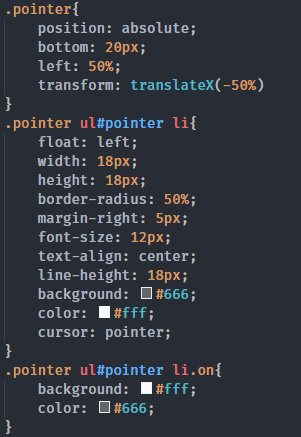 .pointer{
    position: absolute;
    bottom: 20px;
    left: 50%;
    transform: translateX(-50%)
}
.pointer ul#pointer li{
    float: left;
    width: 18px;
    height: 18px;
    border-radius: 50%;
    margin-right: 5px;
    font-size: 12px;
    text-align: center;
    line-height: 18px;
    background: #666;
    color: #fff;
    cursor: pointer;
}
.pointer ul#pointer li.on{
    background: #fff;
    color: #666;
}